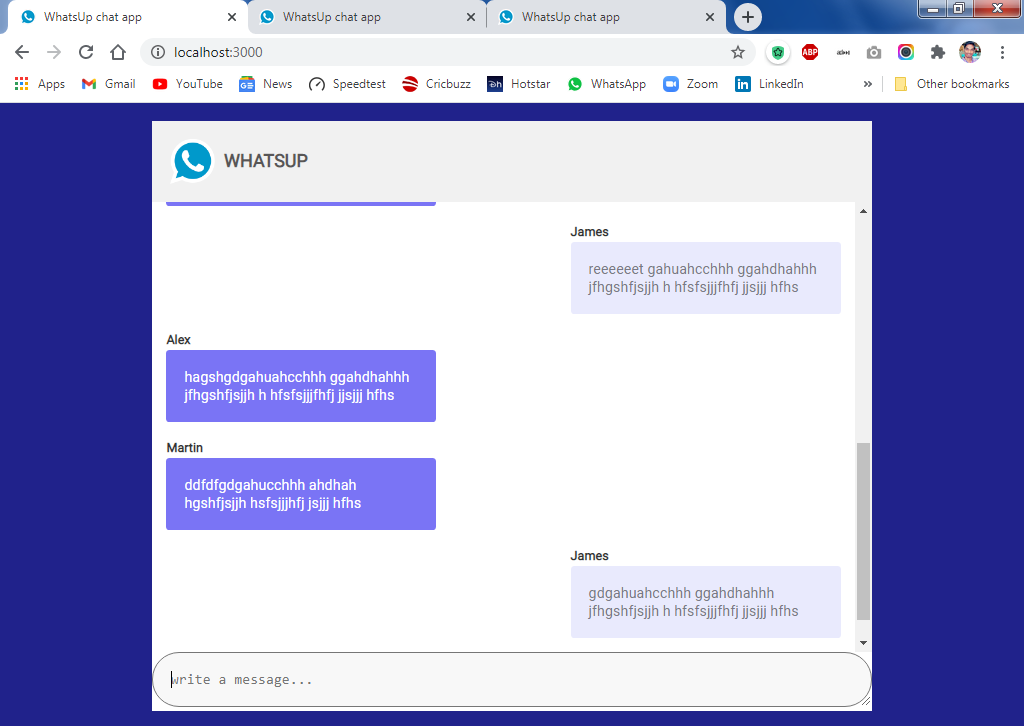 WhatsUp chat app
WhatsUp chat app
WhatsUp chat app
localhost:3000
ABP
Apps
Gmail
YouTube
News
Speedtest
Cricbuzz
Hotstar
WhatsApp
Zoom
LinkedIn
»
Other bookmarks
WHATSUP
James
reeeeeet gahuahcchhh ggahdhahhh
jfhgshfjsjjh h hfsfsjjjfhfj jjsjjj hfhs
Alex
hagshgdgahuahcchhh ggahdhahhh
jfhgshfjsjjh h hfsfsjjjfhfj jjsjjj hfhs
Martin
ddfdfgdgahucchhh ahdhah
hgshfjsjjh hsfsjjjhfj jsjjj hfhs
James
gdgahuahcchhh ggahdhahhh
jfhgshfjsjjh h hfsfsjjjfhfj jjsjjj hfhs
write a message...